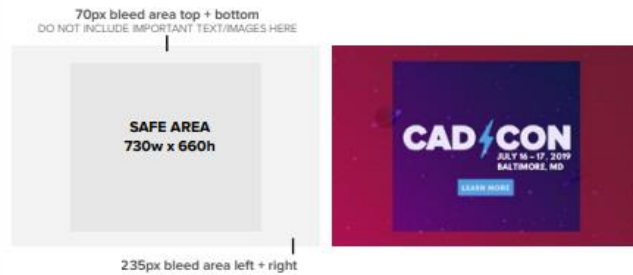 70px bleed area top + bottom
DO NOT INCLUDE IMPORTANT TEXT/IMAGES HERE
SAFE AREA
730w x 660h
235px bleed area left + right
CAD CON
JULY 16 – 17, 2019
BALTIMORE, MD
LEARN MORE